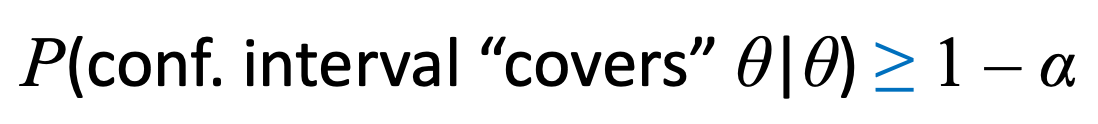 P(conf. interval “covers” θ|θ) ≥ 1 − α